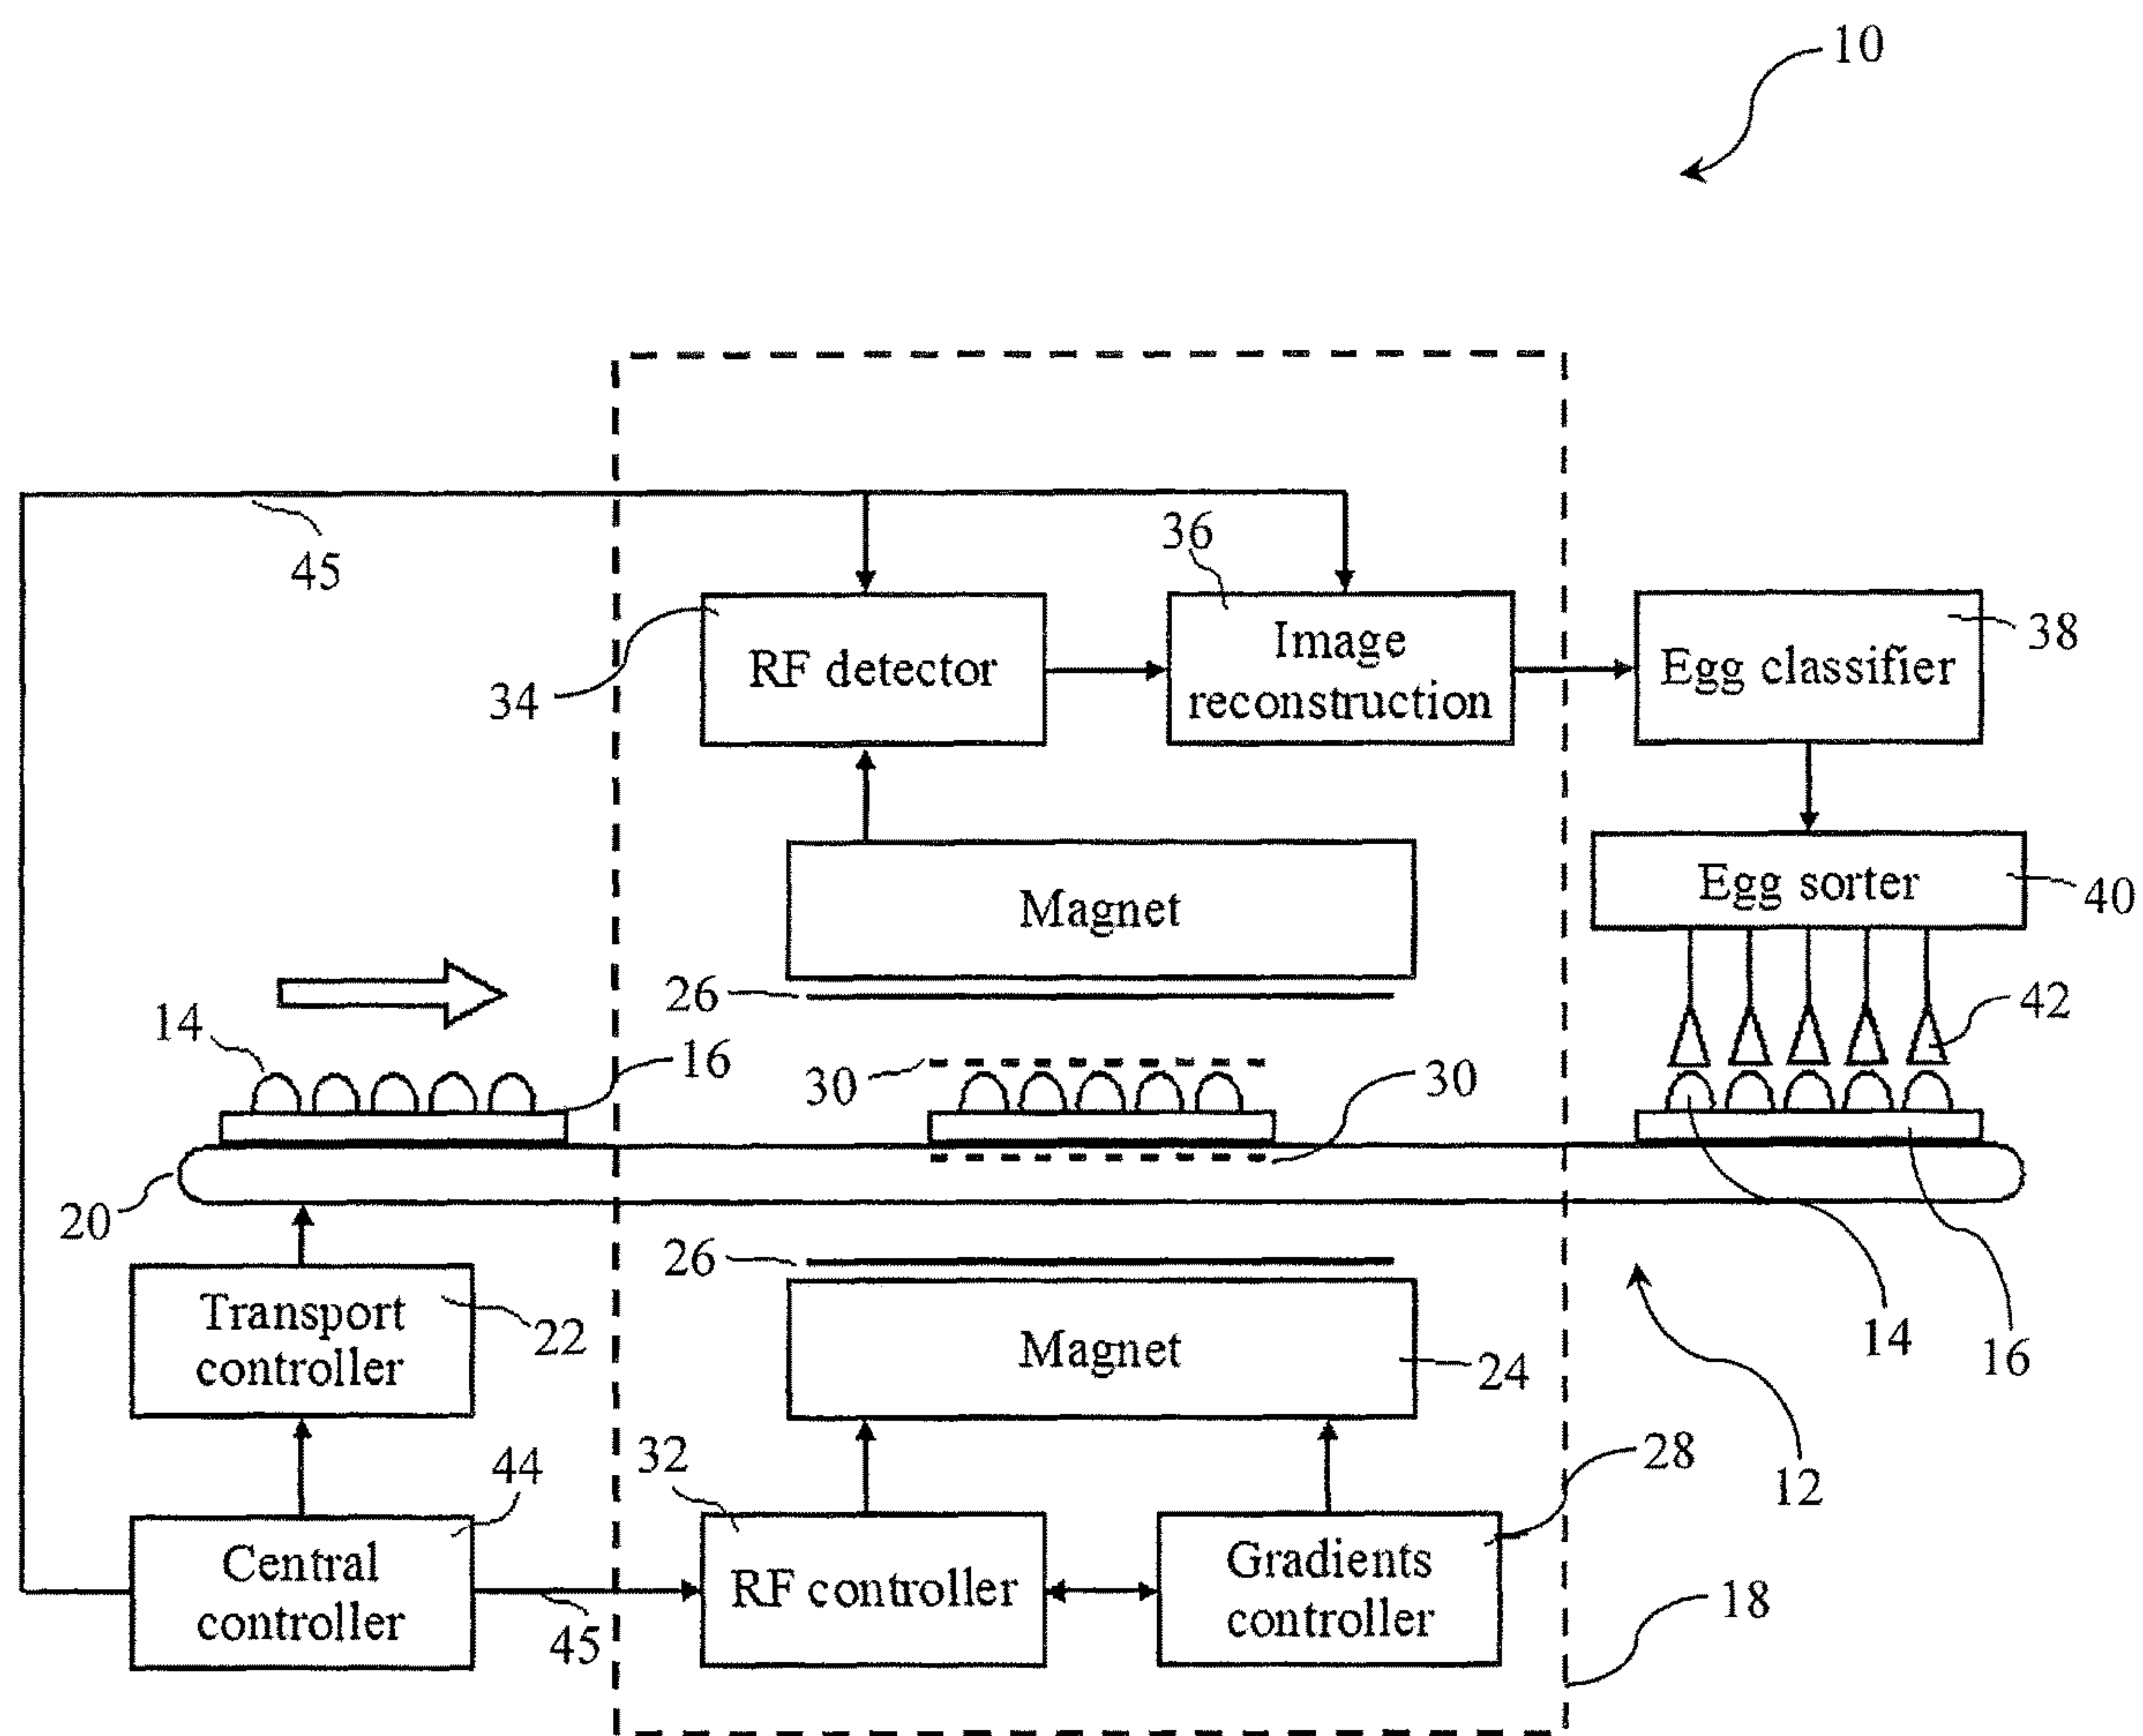 10
45
36
34
RF detector
Image
reconstruction
Egg classifier
38
Magnet
Egg sorter
40
26
14
16
30
30
42
20
26
Transport
controller
22
Magnet
24
14
16
12
32
28
44
Central
controller
45
RF controller
Gradients
controller
18